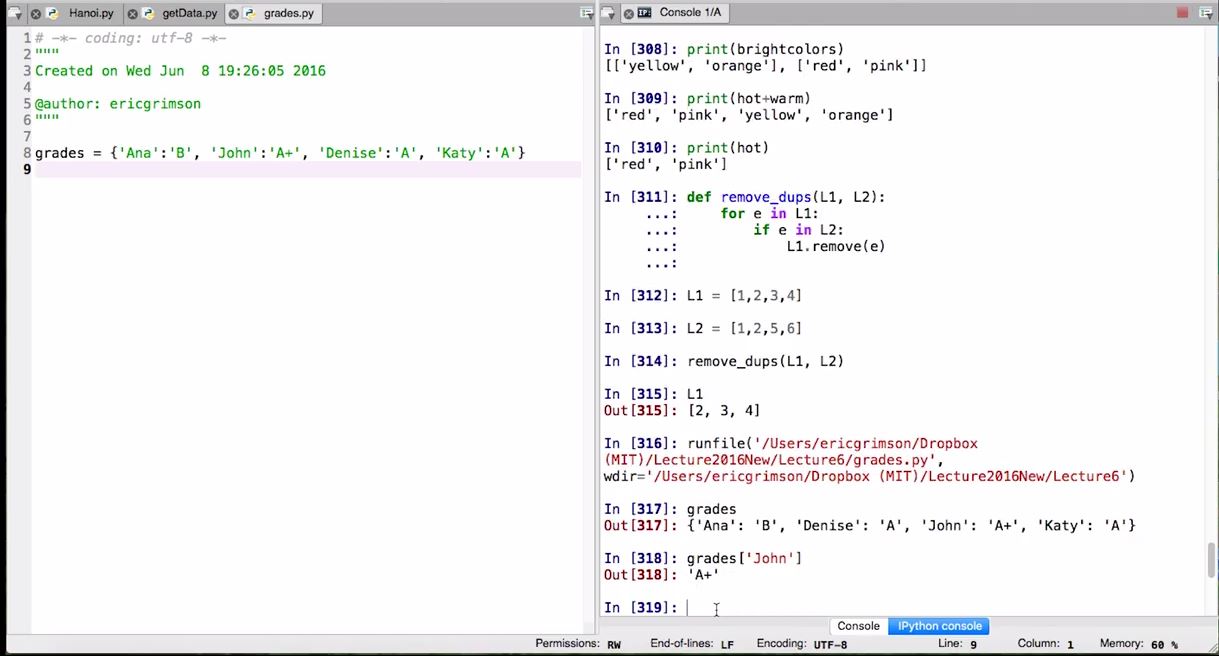 Hanoi.py getData.py grades.py
1 # -*- coding: utf-8 -*-
2 """
3 Created on Wed Jun  8 19:26:05 2016
4
5 @author: ericgrimson
6 """
7
8 grades = {'Ana':'B', 'John':'A+', 'Denise':'A', 'Katy':'A'}
9
IP: Console 1/A
In [308]: print(brightcolors)
[['yellow', 'orange'], ['red', 'pink']]
In [309]: print(hot+warm)
['red', 'pink', 'yellow', 'orange']
In [310]: print(hot)
['red', 'pink']
In [311]: def remove_dups(L1, L2):
     ...:     for e in L1:
     ...:         if e in L2:
     ...:             L1.remove(e)
     ...:
In [312]: L1 = [1,2,3,4]
In [313]: L2 = [1,2,5,6]
In [314]: remove_dups(L1, L2)
In [315]: L1
Out[315]: [2, 3, 4]
In [316]: runfile('/Users/ericgrimson/Dropbox
(MIT)/Lecture2016New/Lecture6/grades.py',
wdir='/Users/ericgrimson/Dropbox (MIT)/Lecture2016New/Lecture6')
In [317]: grades
Out[317]: {'Ana': 'B', 'Denise': 'A', 'John': 'A+', 'Katy': 'A'}
In [318]: grades['John']
Out[318]: 'A+'
In [319]:
Console IPython console
Permissions: RW End-of-lines: LF Encoding: UTF-8 Line: 9 Column: 1 Memory: 60 %